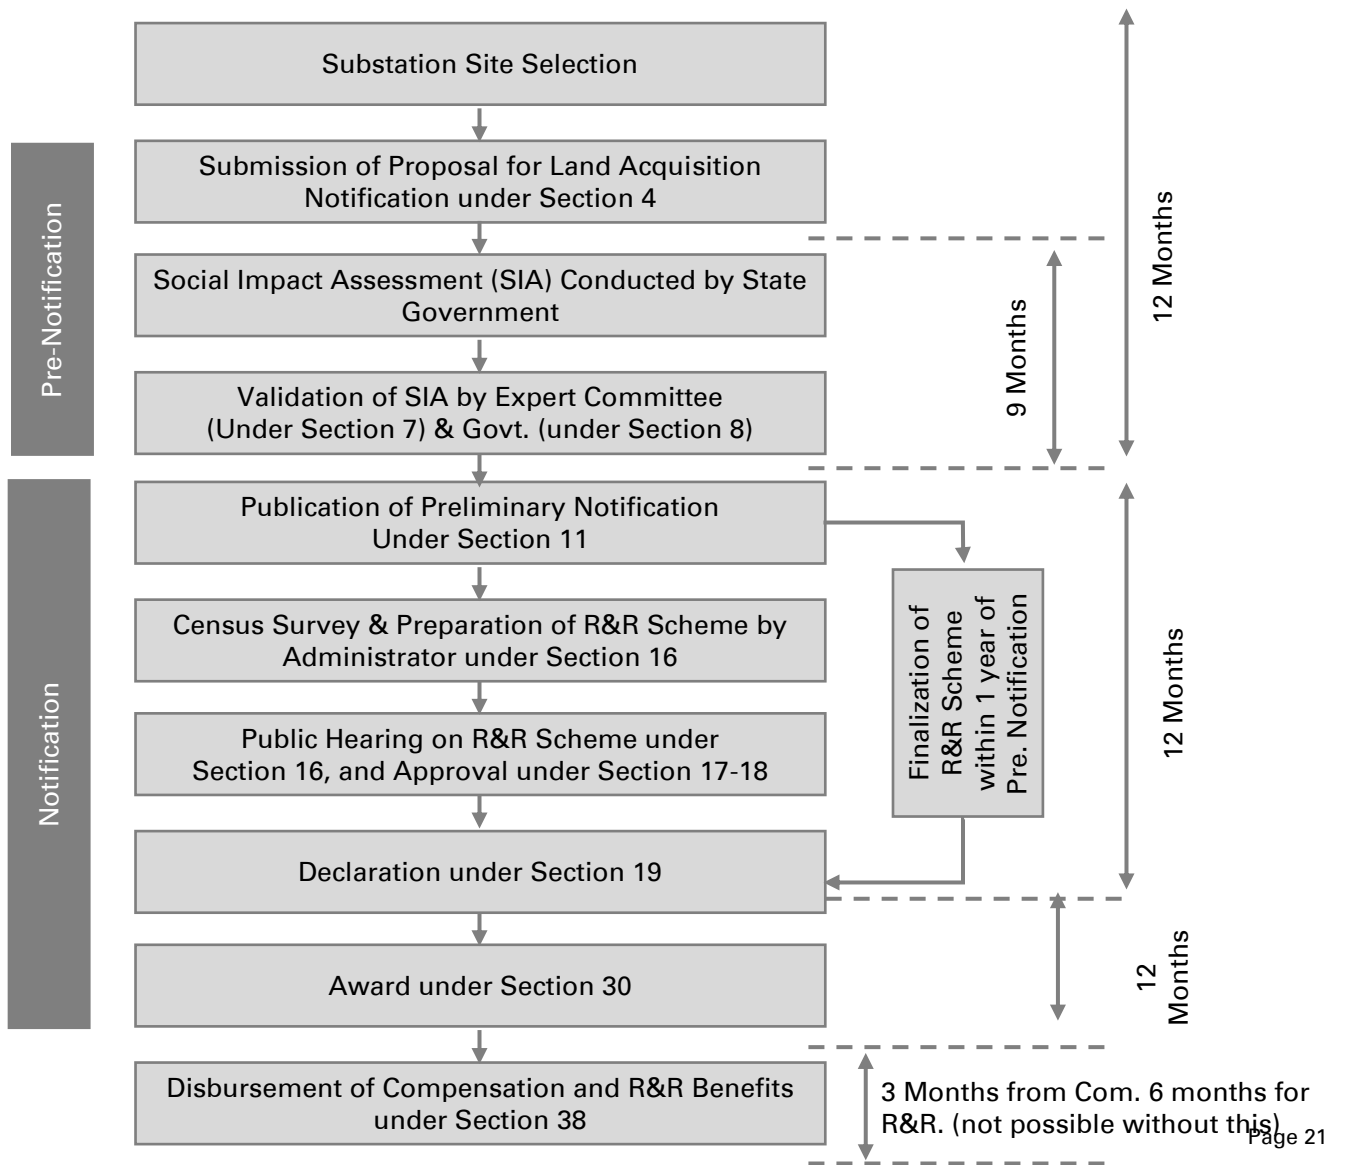 Substation Site Selection
Submission of Proposal for Land Acquisition
Notification under Section 4
Pre-Notification
Social Impact Assessment (SIA) Conducted by State
Government
Validation of SIA by Expert Committee
(Under Section 7) & Govt. (under Section 8)
9 Months
12 Months
Notification
Publication of Preliminary Notification
Under Section 11
Census Survey & Preparation of R&R Scheme by
Administrator under Section 16
Public Hearing on R&R Scheme under
Section 16, and Approval under Section 17-18
Finalization of
R&R Scheme
within 1 year of
Pre. Notification
12 Months
Declaration under Section 19
Award under Section 30
12
Months
Disbursement of Compensation and R&R Benefits
under Section 38
3 Months from Com. 6 months for
R&R. (not possible without this)
Page 21